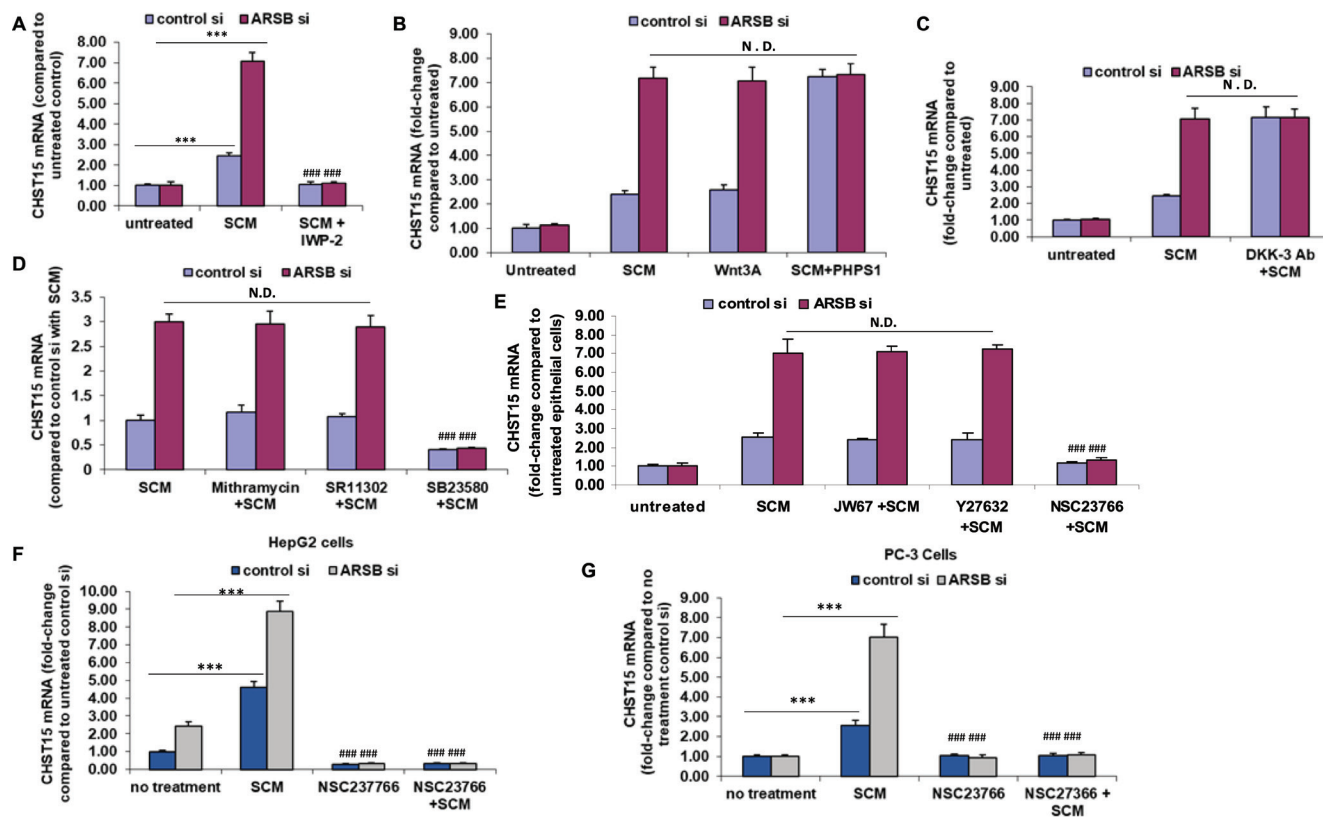 A
control si ARSB si
CHST15 mRNA (compared to
untreated control)
8.00
7.00
6.00
5.00
4.00
3.00
2.00
1.00
0.00
***
***
### ###
untreated SCM SCM +
IWP-2
B
control si ARSB si
CHST15 mRNA (fold-change
compared to untreated)
9.00
8.00
7.00
6.00
5.00
4.00
3.00
2.00
1.00
0.00
N . D.
Untreated SCM Wnt3A SCM+PHPS1
C
control si ARSB si
CHST15 mRNA
(fold-change compared to
untreated)
9.00
8.00
7.00
6.00
5.00
4.00
3.00
2.00
1.00
0.00
N . D.
untreated SCM DKK-3 Ab
+SCM
D
control si ARSB si
CHST15 mRNA
(compared to control si with SCM)
3.5
3
2.5
2
1.5
1
0.5
0
N.D.
### ###
SCM Mithramycin SR11302 SB23580
+SCM +SCM +SCM
E
control si ARSB si
CHST15 mRNA
(fold-change compared to
untreated epithelial cells)
9.00
8.00
7.00
6.00
5.00
4.00
3.00
2.00
1.00
0.00
N.D.
### ###
untreated SCM JW67 +SCM Y27632 NSC23766
+SCM +SCM
F
HepG2 cells
control si ARSB si
CHST15 mRNA (fold-change
compared to untreated control si)
10.00
9.00
8.00
7.00
6.00
5.00
4.00
3.00
2.00
1.00
0.00
***
***
### ### ### ###
no treatment SCM NSC237766 NSC23766
+SCM
G
PC-3 Cells
control si ARSB si
CHST15 mRNA
(fold-change compared to no
treatment control si)
9.00
8.00
7.00
6.00
5.00
4.00
3.00
2.00
1.00
0.00
***
***
### ### ### ###
no treatment SCM NSC23766 NSC27366 +
SCM